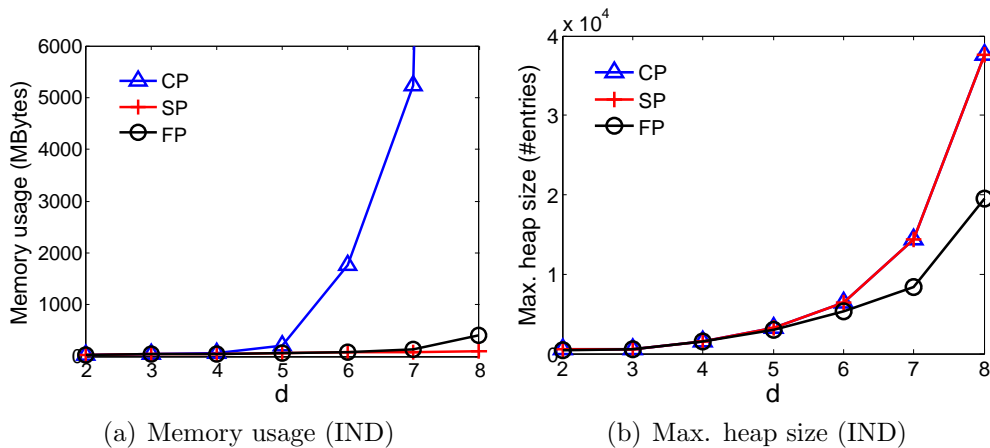 x 10⁴
6000
5000
4000
3000
2000
1000
0
Memory usage (MBytes)
CP
SP
FP
2 3 4 5 6 7 8
d
(a) Memory usage (IND)
4
3
2
1
0
Max. heap size (#entries)
CP
SP
FP
2 3 4 5 6 7 8
d
(b) Max. heap size (IND)